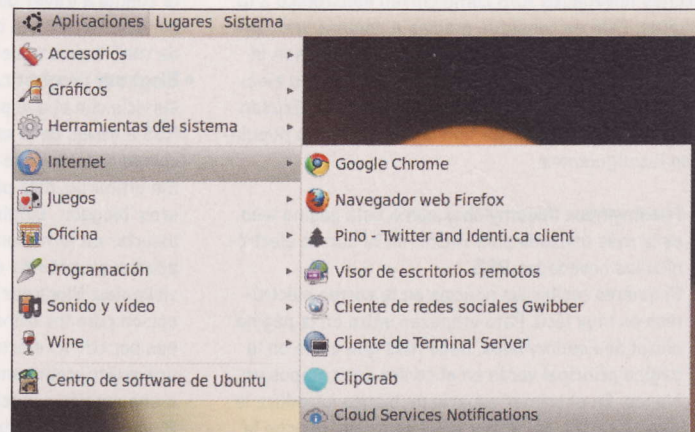 Aplicaciones Lugares Sistema
Accesorios
Gráficos
Herramientas del sistema
Internet
Juegos
Oficina
Programación
Sonido y vídeo
Wine
Centro de software de Ubuntu
Google Chrome
Navegador web Firefox
Pino - Twitter and Identi.ca client
Visor de escritorios remotos
Cliente de redes sociales Gwibber
Cliente de Terminal Server
ClipGrab
Cloud Services Notifications